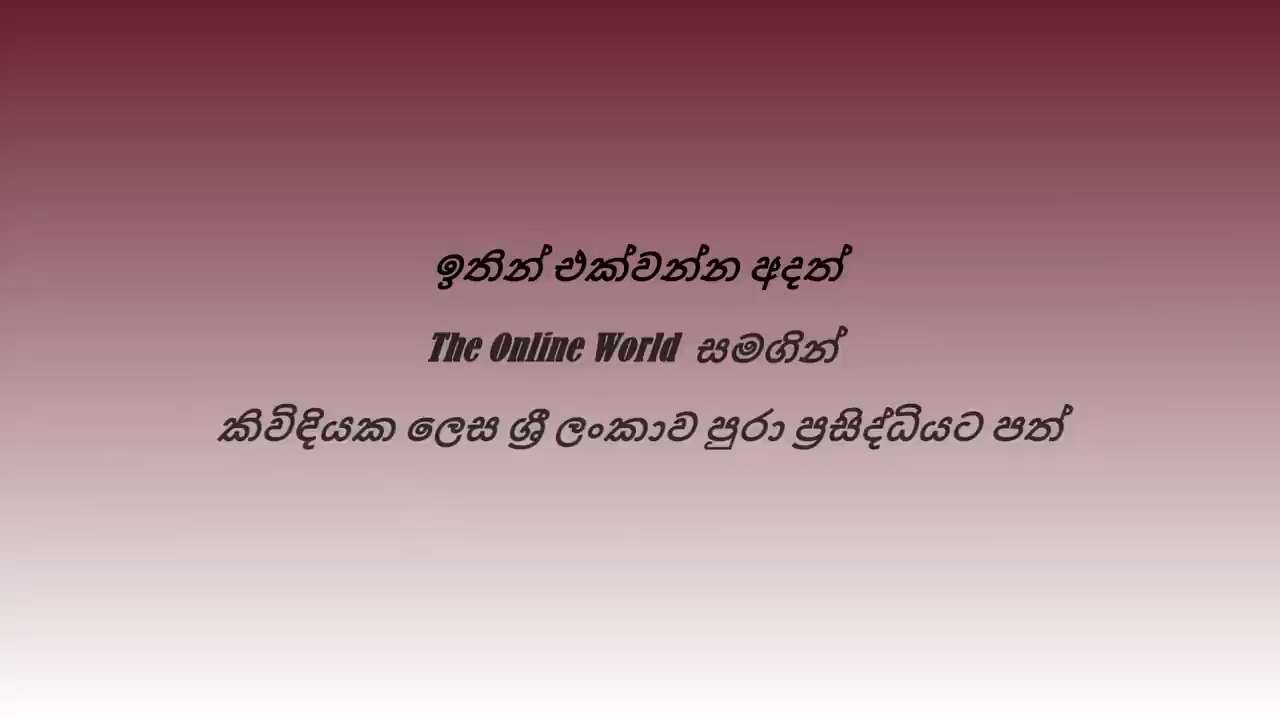 ඉතින් එක්වන්න අදත්
The Online World සමගින්
කිවිඳියක ලෙස ශ්‍රී ලංකාව පුරා ප්‍රසිද්ධියට පත්